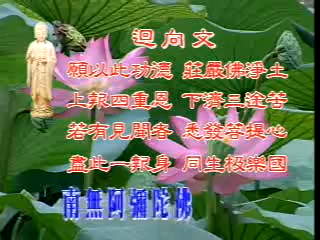 迴向文
願以此功德 莊嚴佛淨土
上報四重恩 下濟三途苦
若有見聞者 悉發菩提心
盡此一報身 同生極樂國
南無阿彌陀佛